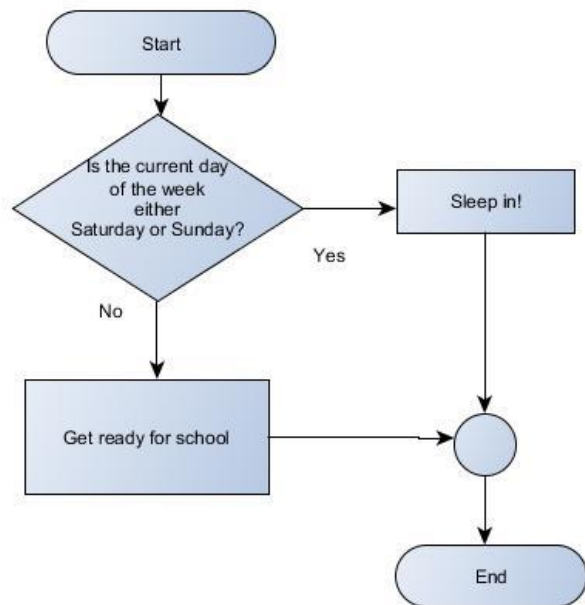 Start
Is the current day
of the week
either
Saturday or Sunday?
Sleep in!
Yes
No
Get ready for school
End